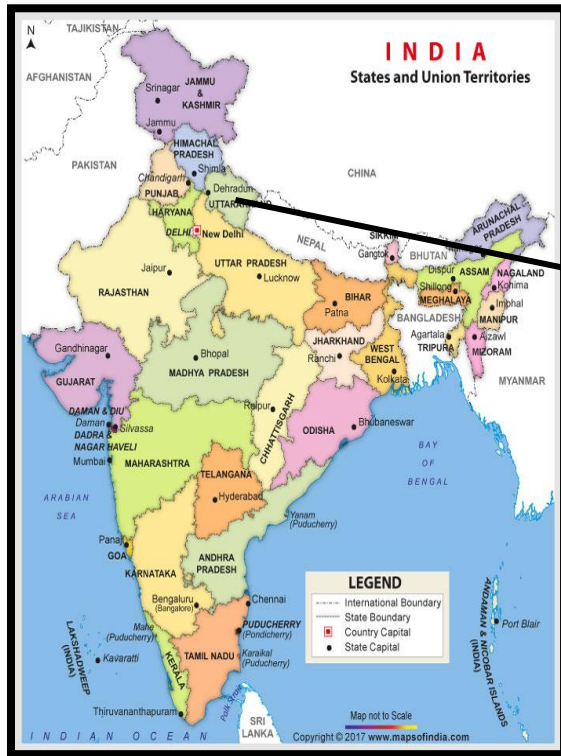 N
TAJIKISTAN
INDIA
States and Union Territories
AFGHANISTAN
JAMMU
&
KASHMIR
Srinagar
Jammu
HIMACHAL
PRADESH
Shimla
PAKISTAN
CHINA
Chandigarh
PUNJAB
Dehradun
HARYANA
DELHI
New Delhi
NEPAL
SIKKIM
Gangtok
BHUTAN
ARUNACHAL
PRADESH
Dispur
ASSAM
NAGALAND
Shillong
Kohima
MEGHALAYA
Imphal
MANIPUR
BANGLADESH
Agartala
Aizawl
TRIPURA
MIZORAM
MYANMAR
Jaipur
RAJASTHAN
UTTAR PRADESH
Lucknow
BIHAR
Patna
JHARKHAND
Ranchi
WEST
BENGAL
Kolkata
Gandhinagar
GUJARAT
Bhopal
MADHYA PRADESH
Raipur
CHHATTISGARH
ODISHA
Bhubaneswar
DAMAN & DIU
Daman
Silvassa
DADRA &
NAGAR HAVELI
Mumbai
MAHARASHTRA
TELANGANA
Hyderabad
BAY
OF
BENGAL
ARABIAN
SEA
Yanam
(Puducherry)
Panaji
GOA
KARNATAKA
ANDHRA
PRADESH
Bengaluru
(Bangalore)
Chennai
Mahe
(Puducherry)
PUDUCHERRY
(Pondicherry)
Karaikal
(Puducherry)
TAMIL NADU
KERALA
LAKSHADWEEP
(INDIA)
Kavaratti
Thiruvananthapuram
Palk Strait
SRI
LANKA
INDIAN OCEAN
ANDAMAN & NICOBAR ISLANDS
(INDIA)
Port Blair
LEGEND
International Boundary
State Boundary
Country Capital
State Capital
Map not to Scale
Copyright © 2017 www.mapsofindia.com